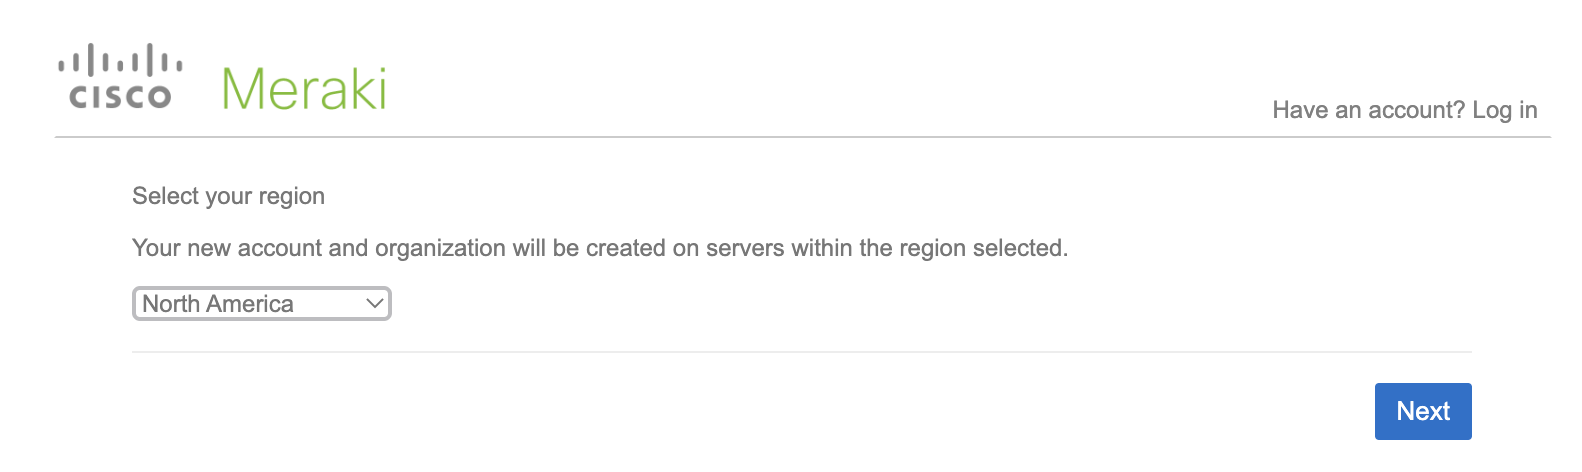 CISCO Meraki
Have an account? Log in
Select your region
Your new account and organization will be created on servers within the region selected.
North America
Next